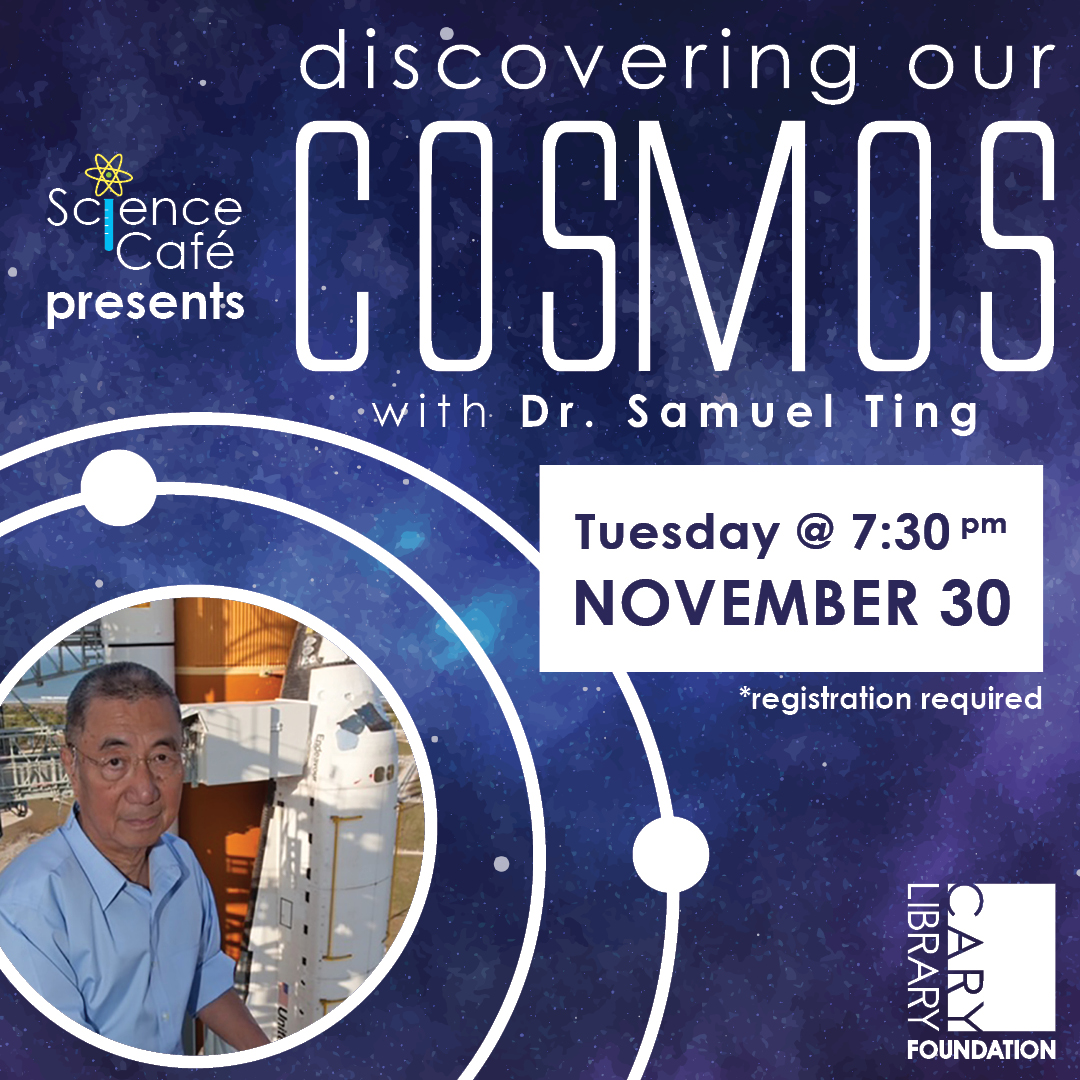 discovering our
COSMOS
Science
Café
presents
with Dr. Samuel Ting
Tuesday @ 7:30 pm
NOVEMBER 30
*registration required
Endeavour
CARY
LIBRARY
FOUNDATION